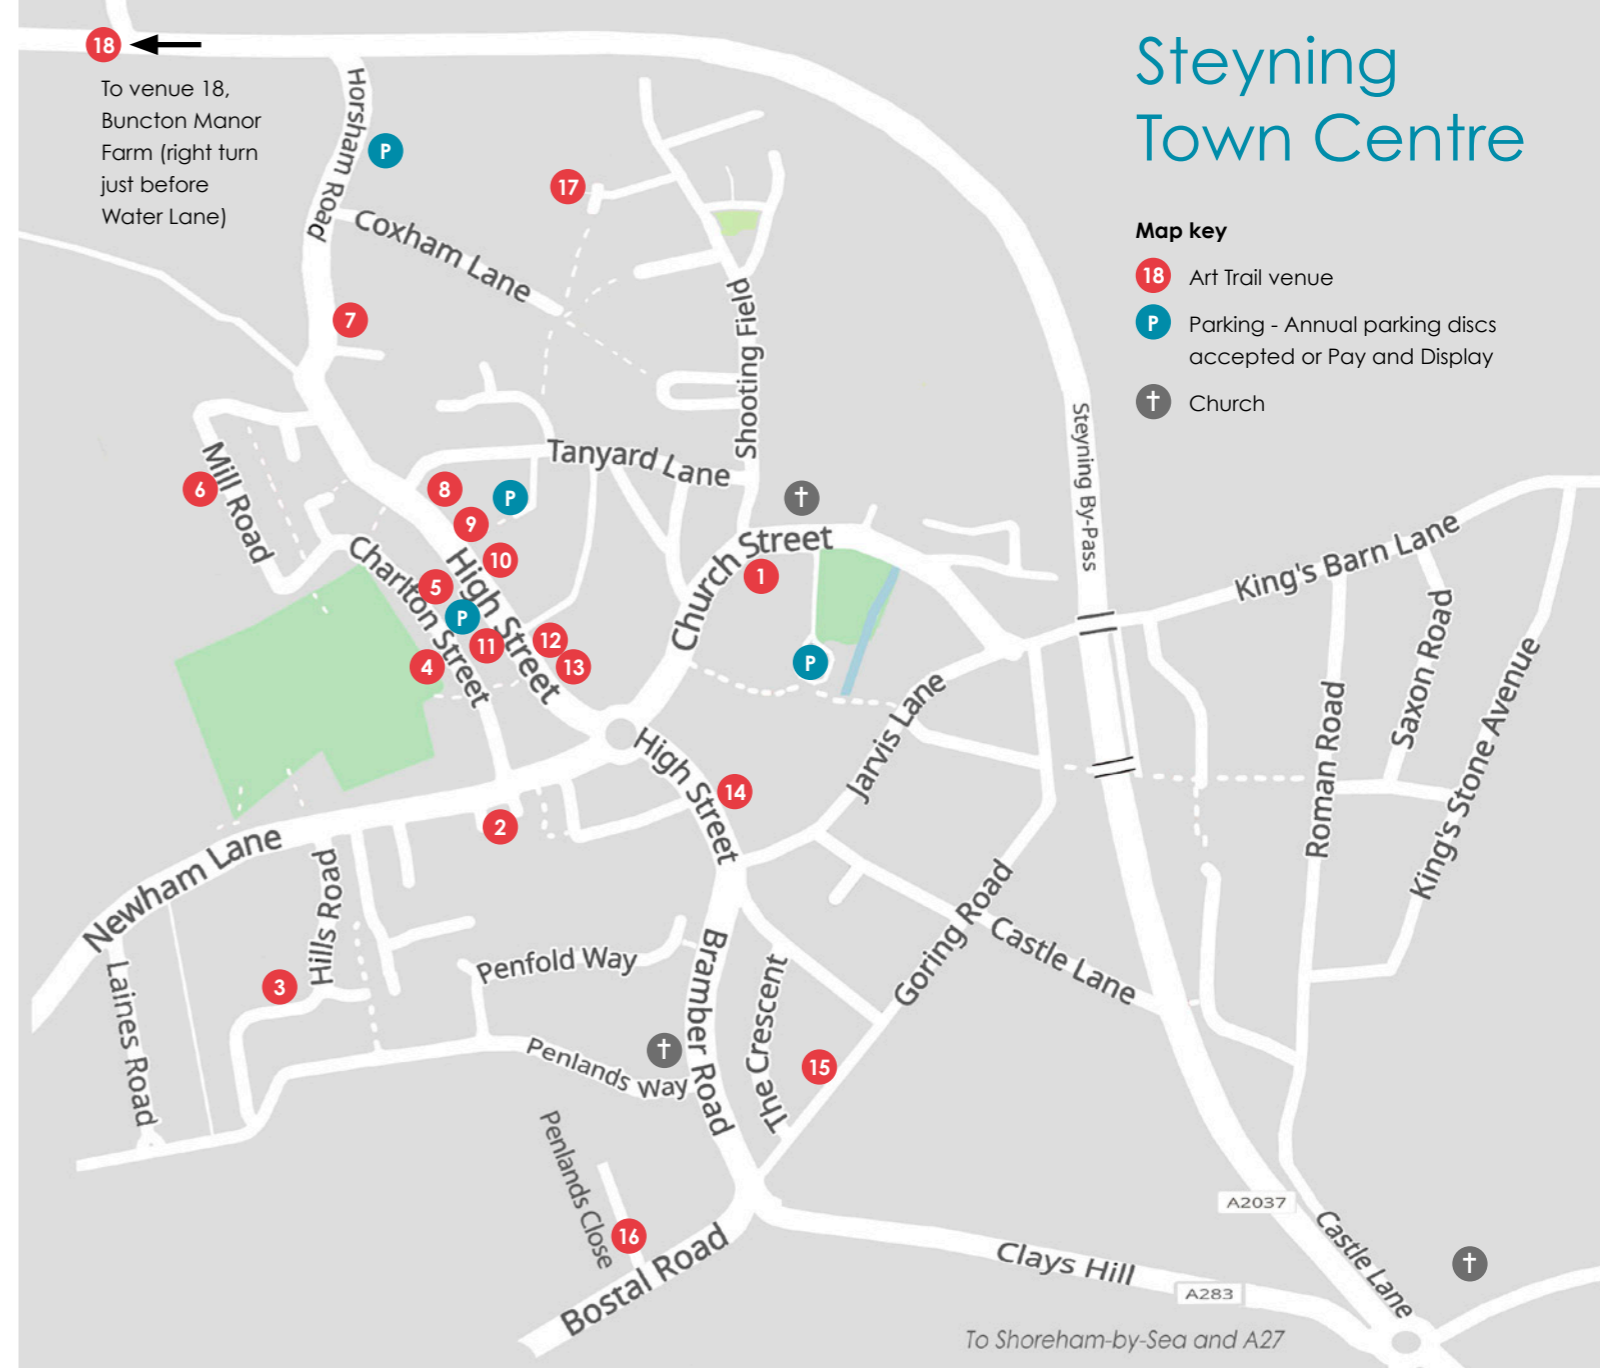 Steyning
Town Centre
Map key
18 Art Trail venue
P Parking - Annual parking discs
accepted or Pay and Display
Church
18
To venue 18,
Buncton Manor
Farm (right turn
just before
Water Lane)
Horsham Road
P
17
Coxham Lane
7
Shooting Field
Steyning By-Pass
Tanyard Lane
Mill Road
6
8
P
9
10
Church Street
1
King's Barn Lane
Charlton Street
High Street
5
P
11
12
13
4
P
Saxon Road
Roman Road
King's Stone Avenue
Jarvis Lane
High Street
14
2
Newham Lane
Hills Road
3
Laines Road
Penfold Way
Penlands Way
Bramber Road
The Crescent
Goring Road
Castle Lane
15
Penlands Close
16
Bostal Road
A2037
Castle Lane
Clays Hill
A283
To Shoreham-by-Sea and A27